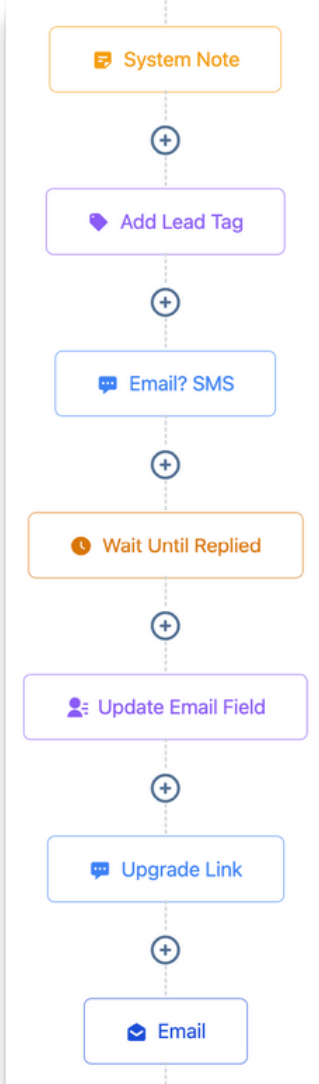 System Note
Add Lead Tag
Email? SMS
Wait Until Replied
Update Email Field
Upgrade Link
Email